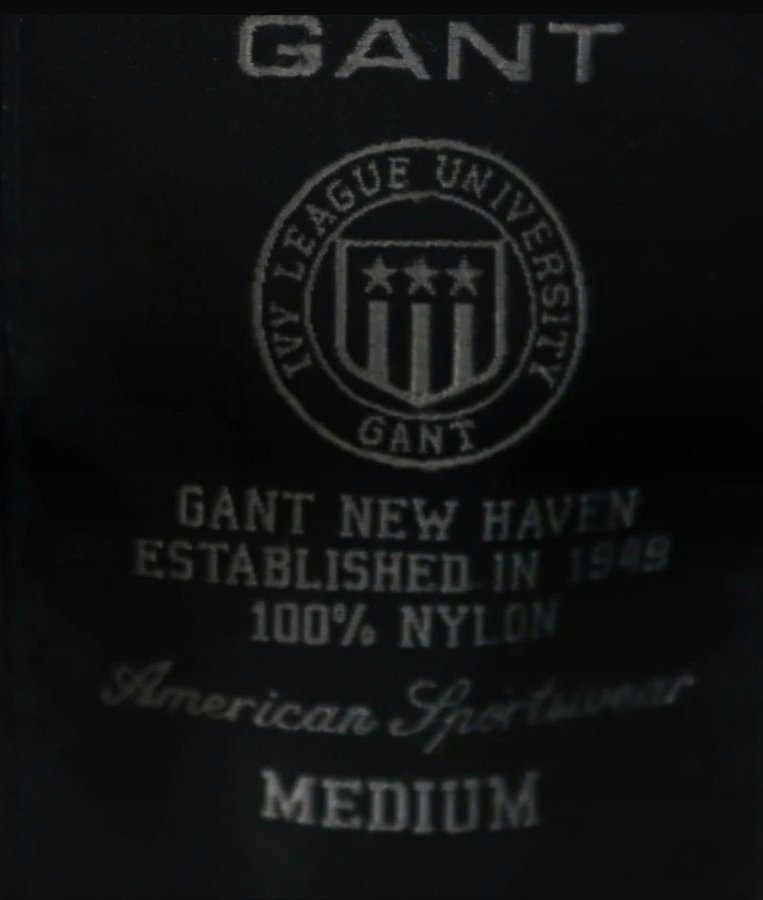 GANT
IVY LEAGUE UNIVERSITY
GANT
GANT NEW HAVEN
ESTABLISHED IN 1949
100% NYLON
American Sportswear
MEDIUM